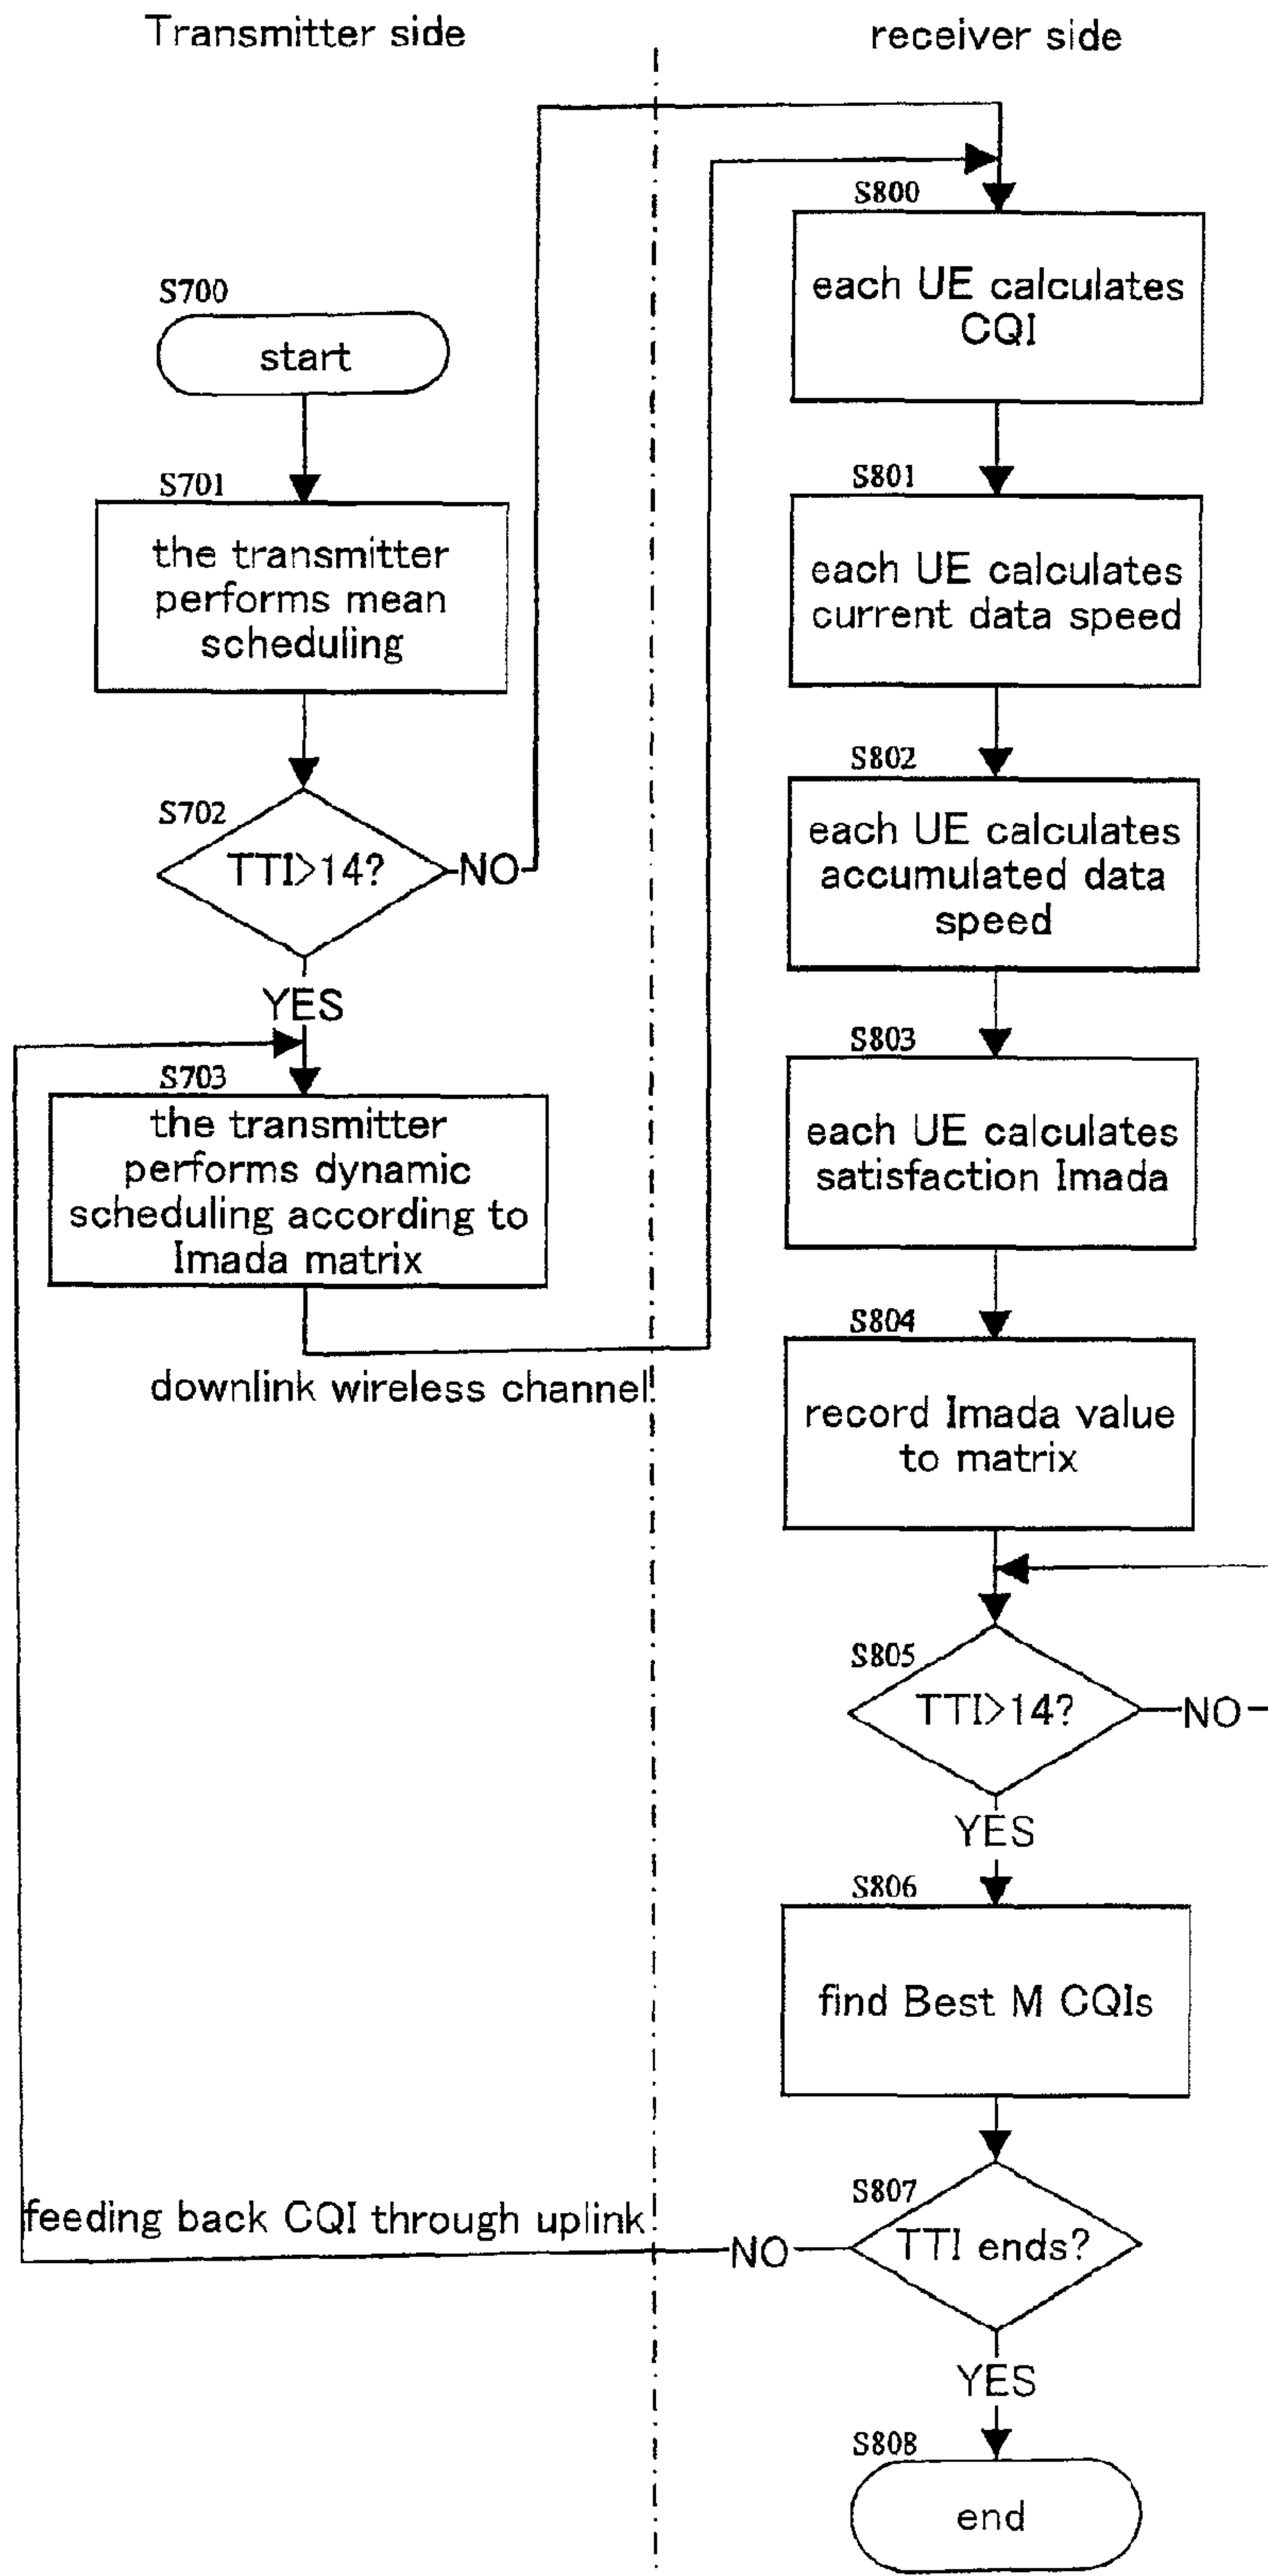 Transmitter side
receiver side
S700
start
S701
the transmitter
performs mean
scheduling
S702
TTI>14?
NO
YES
S703
the transmitter
performs dynamic
scheduling according to
Imada matrix
downlink wireless channel
S800
each UE calculates
CQI
S801
each UE calculates
current data speed
S802
each UE calculates
accumulated data
speed
S803
each UE calculates
satisfaction Imada
S804
record Imada value
to matrix
S805
TTI>14?
NO
YES
S806
find Best M CQIs
S807
TTI ends?
NO
feeding back CQI through uplink
YES
S808
end